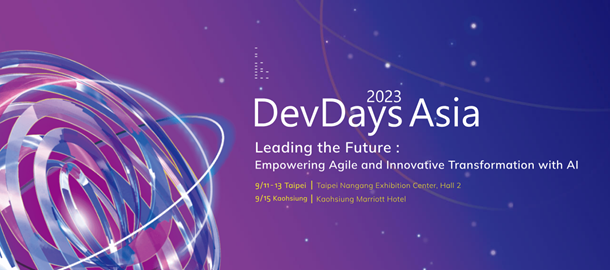 2023
DevDays Asia
Leading the Future :
Empowering Agile and Innovative Transformation with AI
9/11-13 Taipei | Taipei Nangang Exhibition Center, Hall 2
9/15 Kaohsiung | Kaohsiung Marriott Hotel